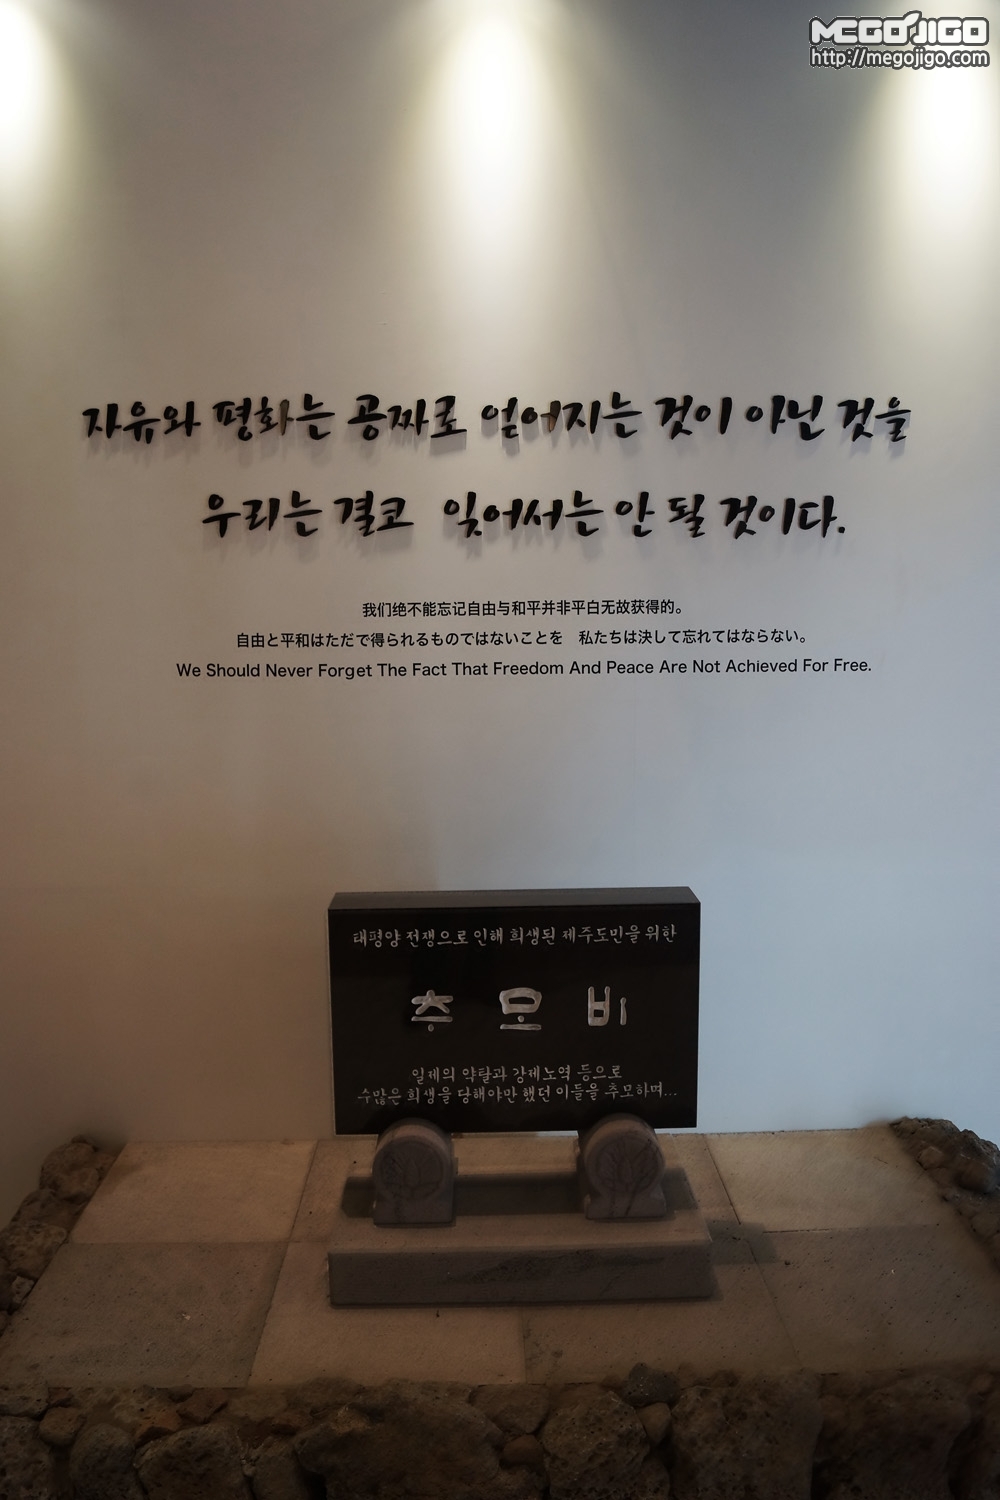 MEGOJIGO
http://megojigo.com
자유와 평화는 공짜로 얻어지는 것이 아닌 것을
우리는 결코 잊어서는 안 될 것이다.
我们绝不能忘记自由与和平并非平白无故获得的。
自由と平和はただで得られるものではないことを 私たちは決して忘れてはならない。
We Should Never Forget The Fact That Freedom And Peace Are Not Achieved For Free.
태평양 전쟁으로 인해 희생된 제주도민을 위한
추모비
일제의 약탈과 강제노역 등으로
수많은 희생을 당해야만 했던 이들을 추모하며...